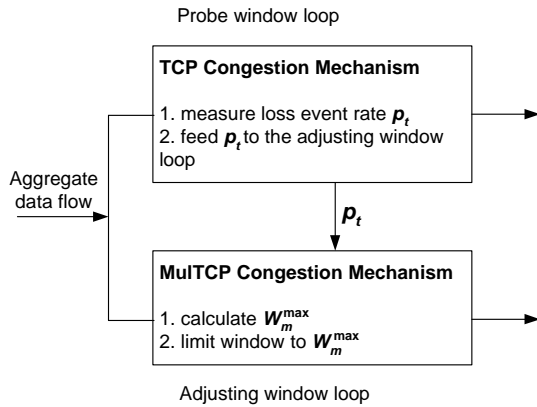 Probe window loop
TCP Congestion Mechanism
1. measure loss event rate p_t
2. feed p_t to the adjusting window
loop
Aggregate
data flow
p_t
MulTCP Congestion Mechanism
1. calculate W_m^max
2. limit window to W_m^max
Adjusting window loop